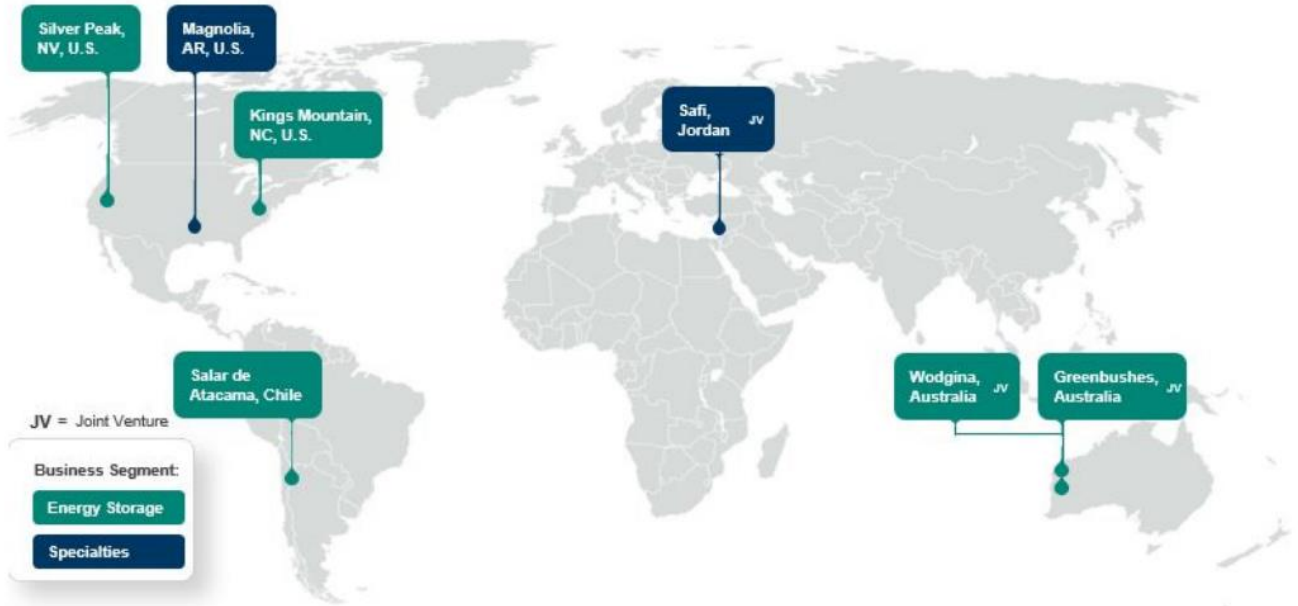 Silver Peak,
NV, U.S.
Magnolia,
AR, U.S.
Kings Mountain,
NC, U.S.
Safi,
Jordan JV
Salar de
Atacama, Chile
Wodgina,
Australia JV
Greenbushes,
Australia JV
JV = Joint Venture
Business Segment:
Energy Storage
Specialties